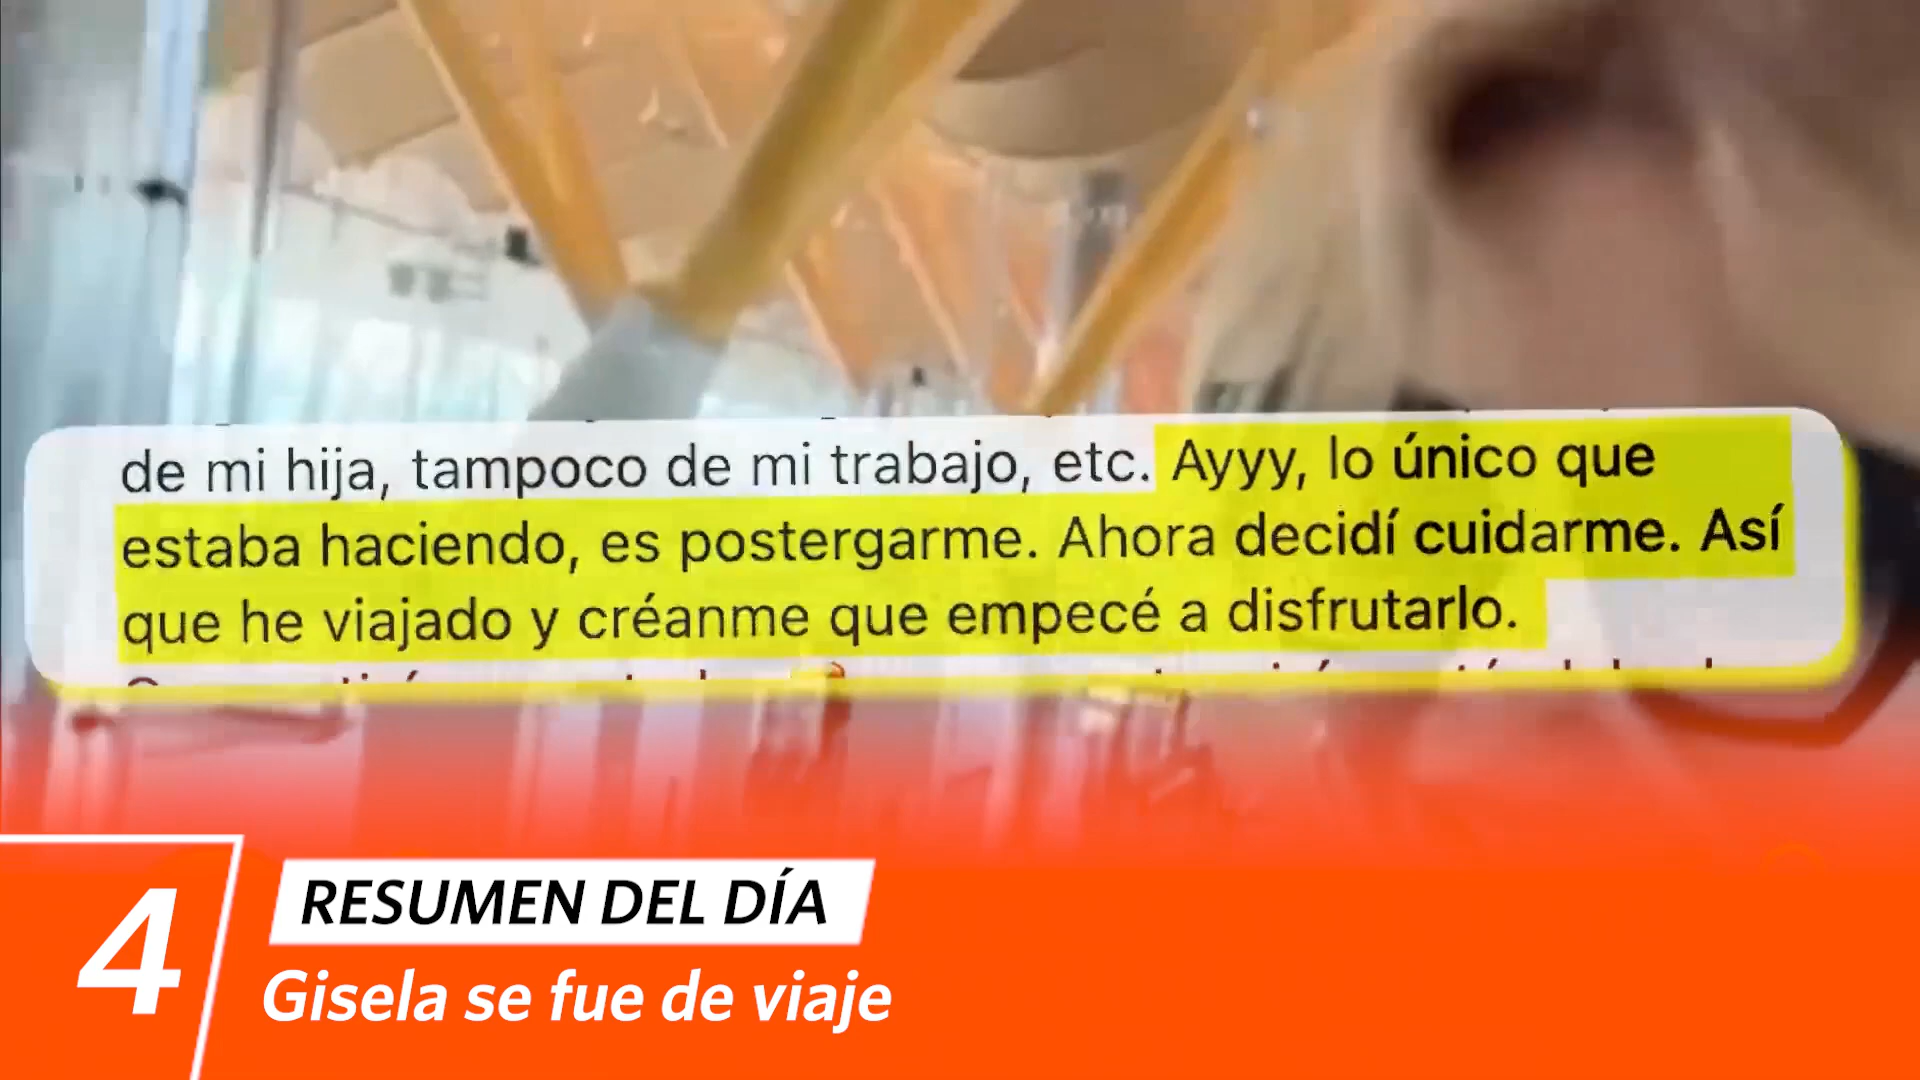 de mi hija, tampoco de mi trabajo, etc. Ayyy, lo único que
estaba haciendo, es postergarme. Ahora decidí cuidarme. Así
que he viajado y créanme que empecé a disfrutarlo.
4
RESUMEN DEL DÍA
Gisela se fue de viaje